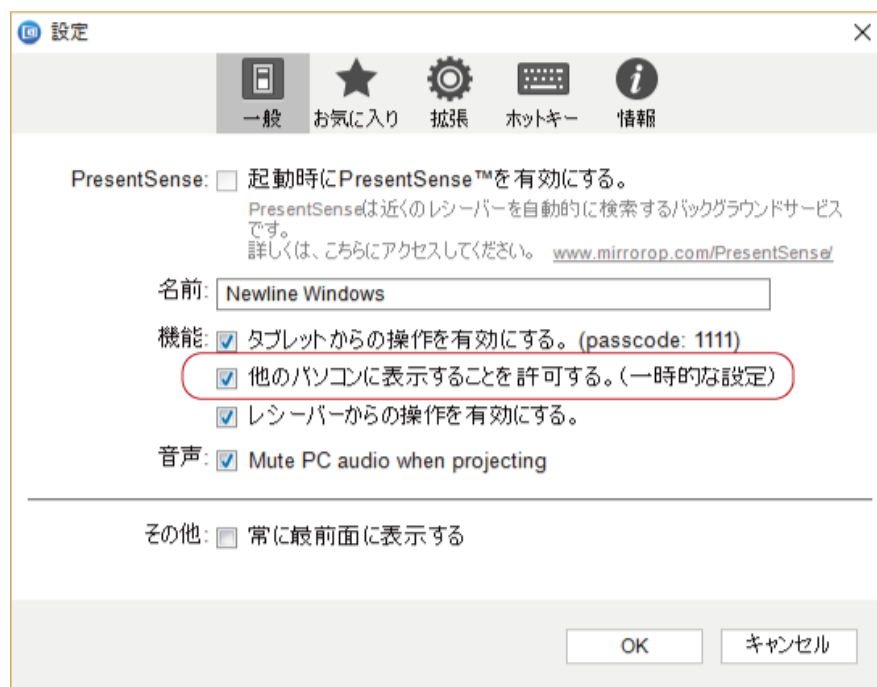 設定
一般 お気に入り 拡張 ホットキー 情報
PresentSense: 起動時にPresentSense™を有効にする。
PresentSenseは近くのレシーバーを自動的に検索するバックグラウンドサービス
です。
詳しくは、こちらにアクセスしてください。 www.mirrorop.com/PresentSense/
名前: Newline Windows
機能: タブレットからの操作を有効にする。(passcode: 1111)
他のパソコンに表示することを許可する。(一時的な設定)
レシーバーからの操作を有効にする。
音声: Mute PC audio when projecting
その他: 常に最前面に表示する
OK キャンセル